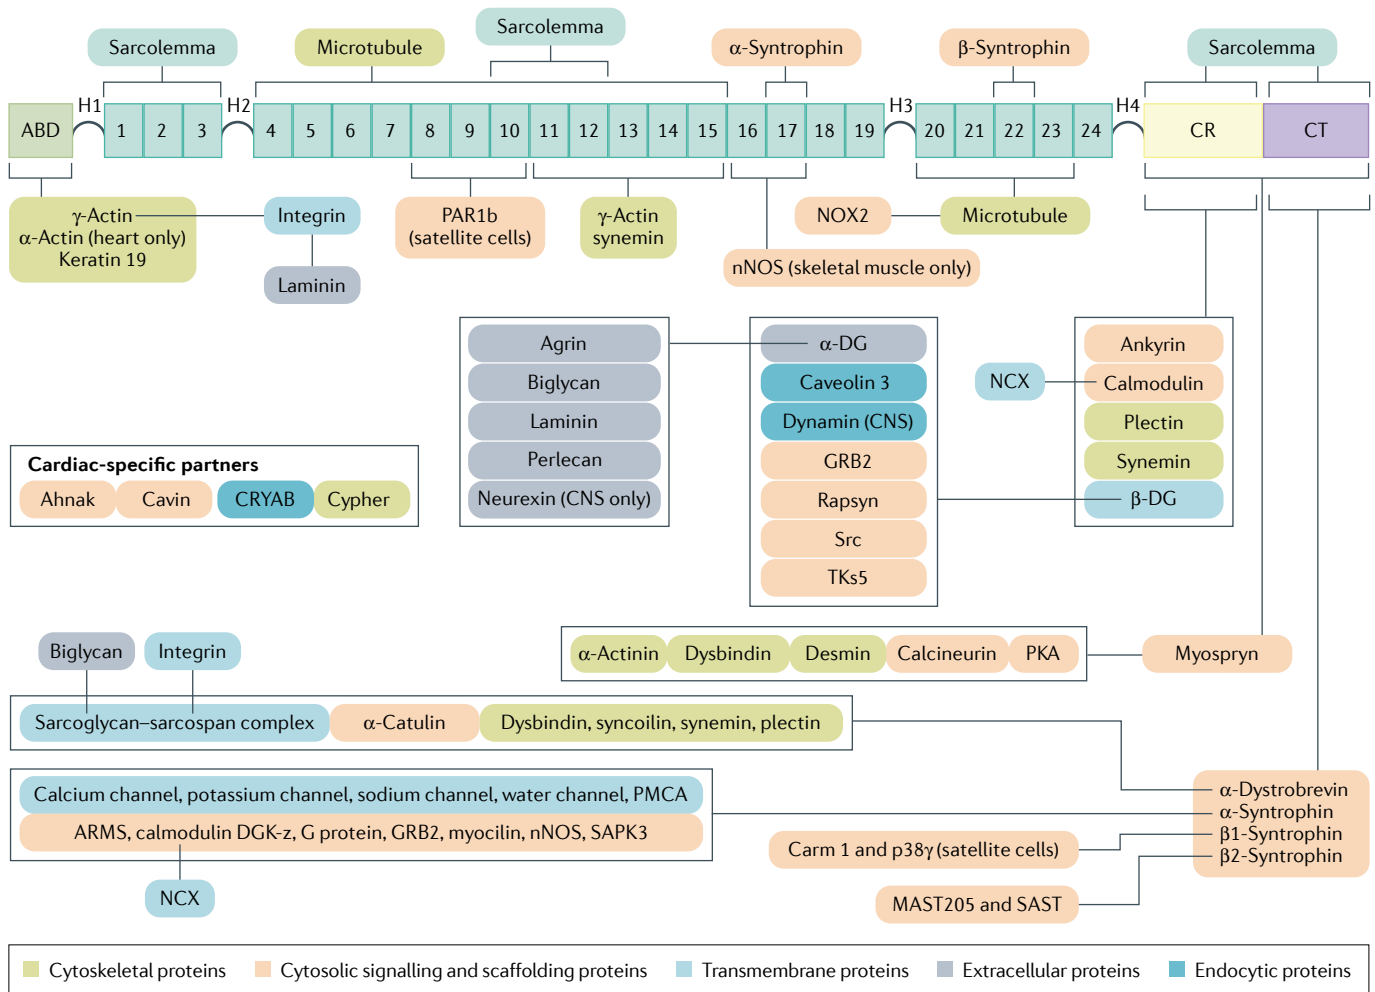 Sarcolemma
Microtubule
Sarcolemma
α-Syntrophin
β-Syntrophin
Sarcolemma
ABD
H1
1
2
3
H2
4
5
6
7
8
9
10
11
12
13
14
15
16
17
18
19
H3
20
21
22
23
24
H4
CR
CT
γ-Actin
α-Actin (heart only)
Keratin 19
Integrin
Laminin
PAR1b
(satellite cells)
γ-Actin
synemin
nNOS (skeletal muscle only)
NOX2
Microtubule
Agrin
Biglycan
Laminin
Perlecan
Neurexin (CNS only)
α-DG
Caveolin 3
Dynamin (CNS)
GRB2
Rapsyn
Src
TKs5
NCX
Ankyrin
Calmodulin
Plectin
Synemin
β-DG
Cardiac-specific partners
Ahnak
Cavin
CRYAB
Cypher
α-Actinin
Dysbindin
Desmin
Calcineurin
PKA
Myospryn
Biglycan
Integrin
Sarcoglycan–sarcospan complex
α-Catulin
Dysbindin, syncoilin, synemin, plectin
Calcium channel, potassium channel, sodium channel, water channel, PMCA
ARMS, calmodulin DGK-z, G protein, GRB2, myocilin, nNOS, SAPK3
NCX
α-Dystrobrevin
α-Syntrophin
β1-Syntrophin
β2-Syntrophin
Carm 1 and p38γ (satellite cells)
MAST205 and SAST
Cytoskeletal proteins
Cytosolic signalling and scaffolding proteins
Transmembrane proteins
Extracellular proteins
Endocytic proteins